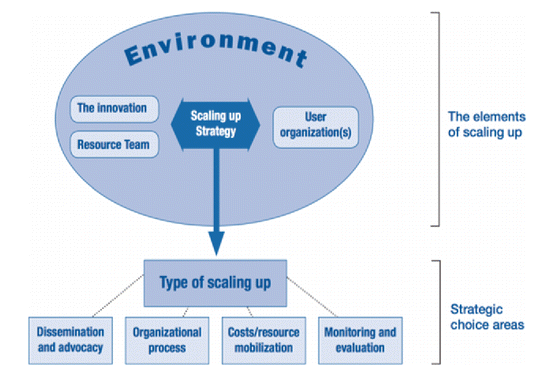 Environment
The innovation
Resource Team
Scaling up
Strategy
User
organization(s)
The elements
of scaling up
Type of scaling up
Dissemination
and advocacy
Organizational
process
Costs/resource
mobilization
Monitoring and
evaluation
Strategic
choice areas